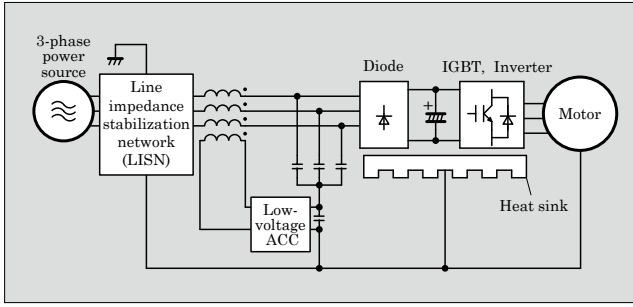 3-phase
power
source
Line
impedance
stabilization
network
(LISN)
Diode
IGBT, Inverter
+
Motor
Low-
voltage
ACC
Heat sink